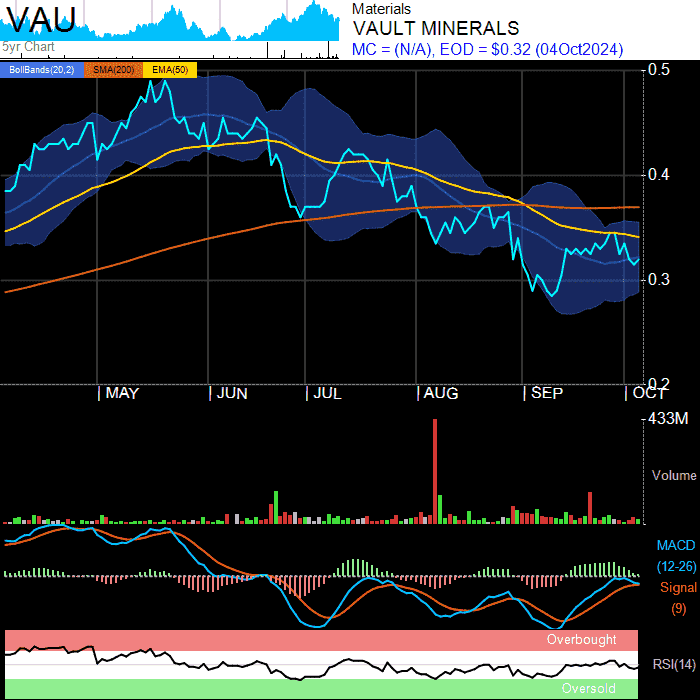 VAU
5yr Chart
Materials
VAULT MINERALS
MC = (N/A), EOD = $0.32 (04Oct2024)
BollBands(20,2) SMA(200) EMA(50)
0.5
0.4
0.3
0.2
MAY JUN JUL AUG SEP OCT
433M
Volume
MACD
(12-26)
Signal
(9)
Overbought
RSI(14)
Oversold